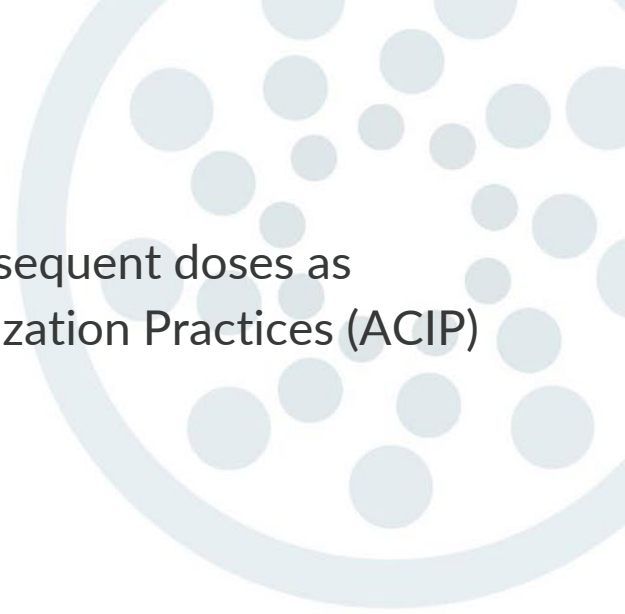 sequent doses as
zation Practices (ACIP)